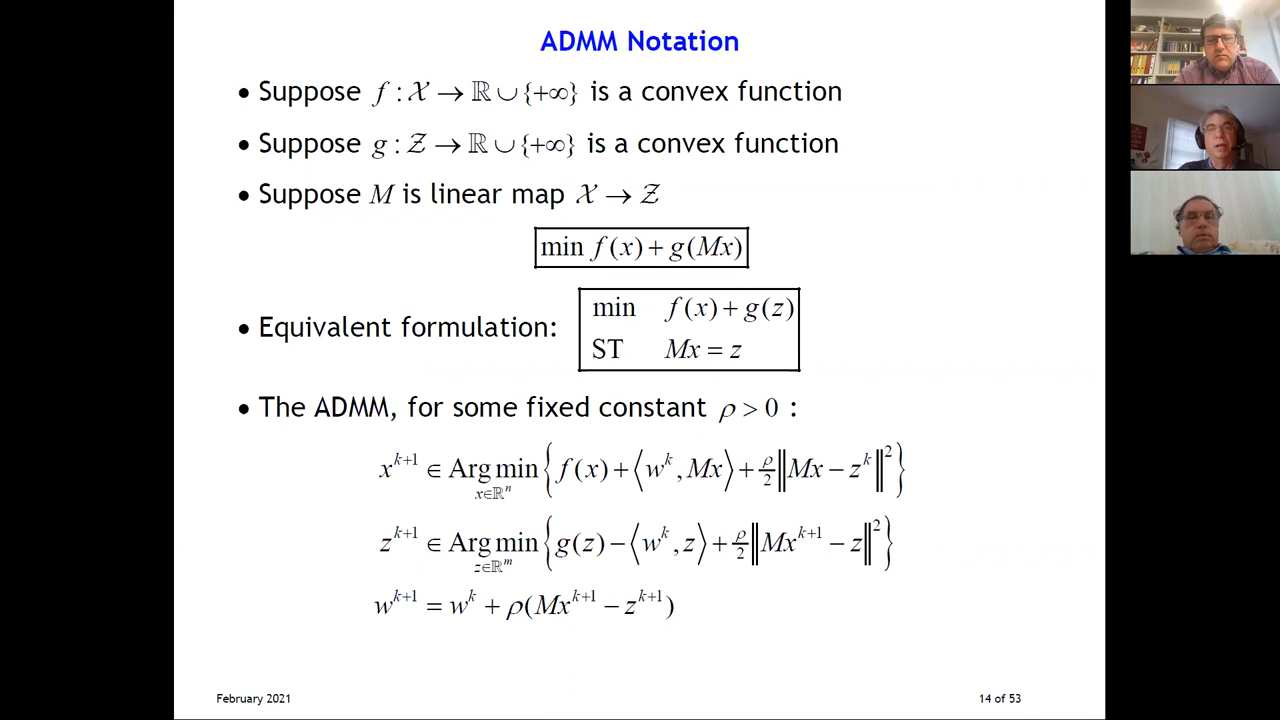 ADMM Notation
• Suppose f : 𝒳 → ℝ ∪ {+∞} is a convex function
• Suppose g : 𝒵 → ℝ ∪ {+∞} is a convex function
• Suppose M is linear map 𝒳 → 𝒵
min f(x) + g(Mx)
• Equivalent formulation:
min f(x) + g(z)
ST Mx = z
• The ADMM, for some fixed constant ρ > 0 :
x^{k+1} ∈ Arg min_{x∈ℝ^n} { f(x) + ⟨w^k, Mx⟩ + ρ/2 ‖Mx − z^k‖² }
z^{k+1} ∈ Arg min_{z∈ℝ^m} { g(z) − ⟨w^k, z⟩ + ρ/2 ‖Mx^{k+1} − z‖² }
w^{k+1} = w^k + ρ(Mx^{k+1} − z^{k+1})
February 2021
14 of 53